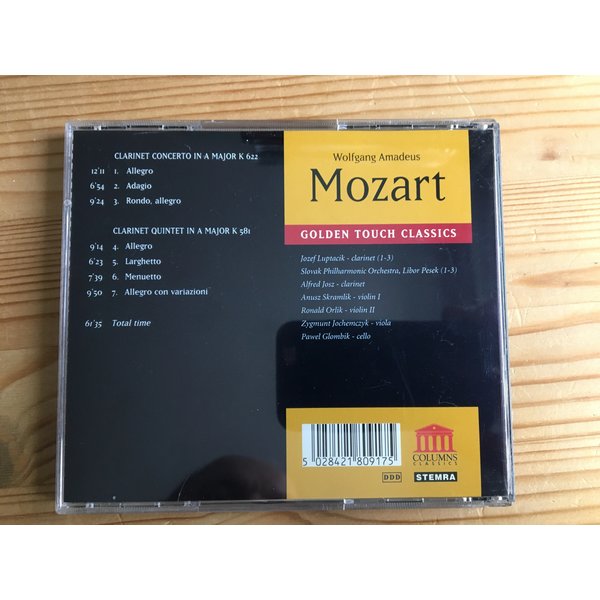 CLARINET CONCERTO IN A MAJOR K 622
12'11 1. Allegro
6'54 2. Adagio
9'24 3. Rondo, allegro
CLARINET QUINTET IN A MAJOR K 581
9'14 4. Allegro
6'23 5. Larghetto
7'39 6. Menuetto
9'50 7. Allegro con variazioni
61'35 Total time
Wolfgang Amadeus
Mozart
GOLDEN TOUCH CLASSICS
Jozef Luptacik - clarinet (1-3)
Slovak Philharmonic Orchestra, Libor Pesek (1-3)
Alfred Josz - clarinet
Anusz Skramlik - violin I
Ronald Orlik - violin II
Zygmunt Jochemczyk - viola
Pawel Glombik - cello
5 028421 809175
COLUMNS
CLASSICS
DDD
STEMRA